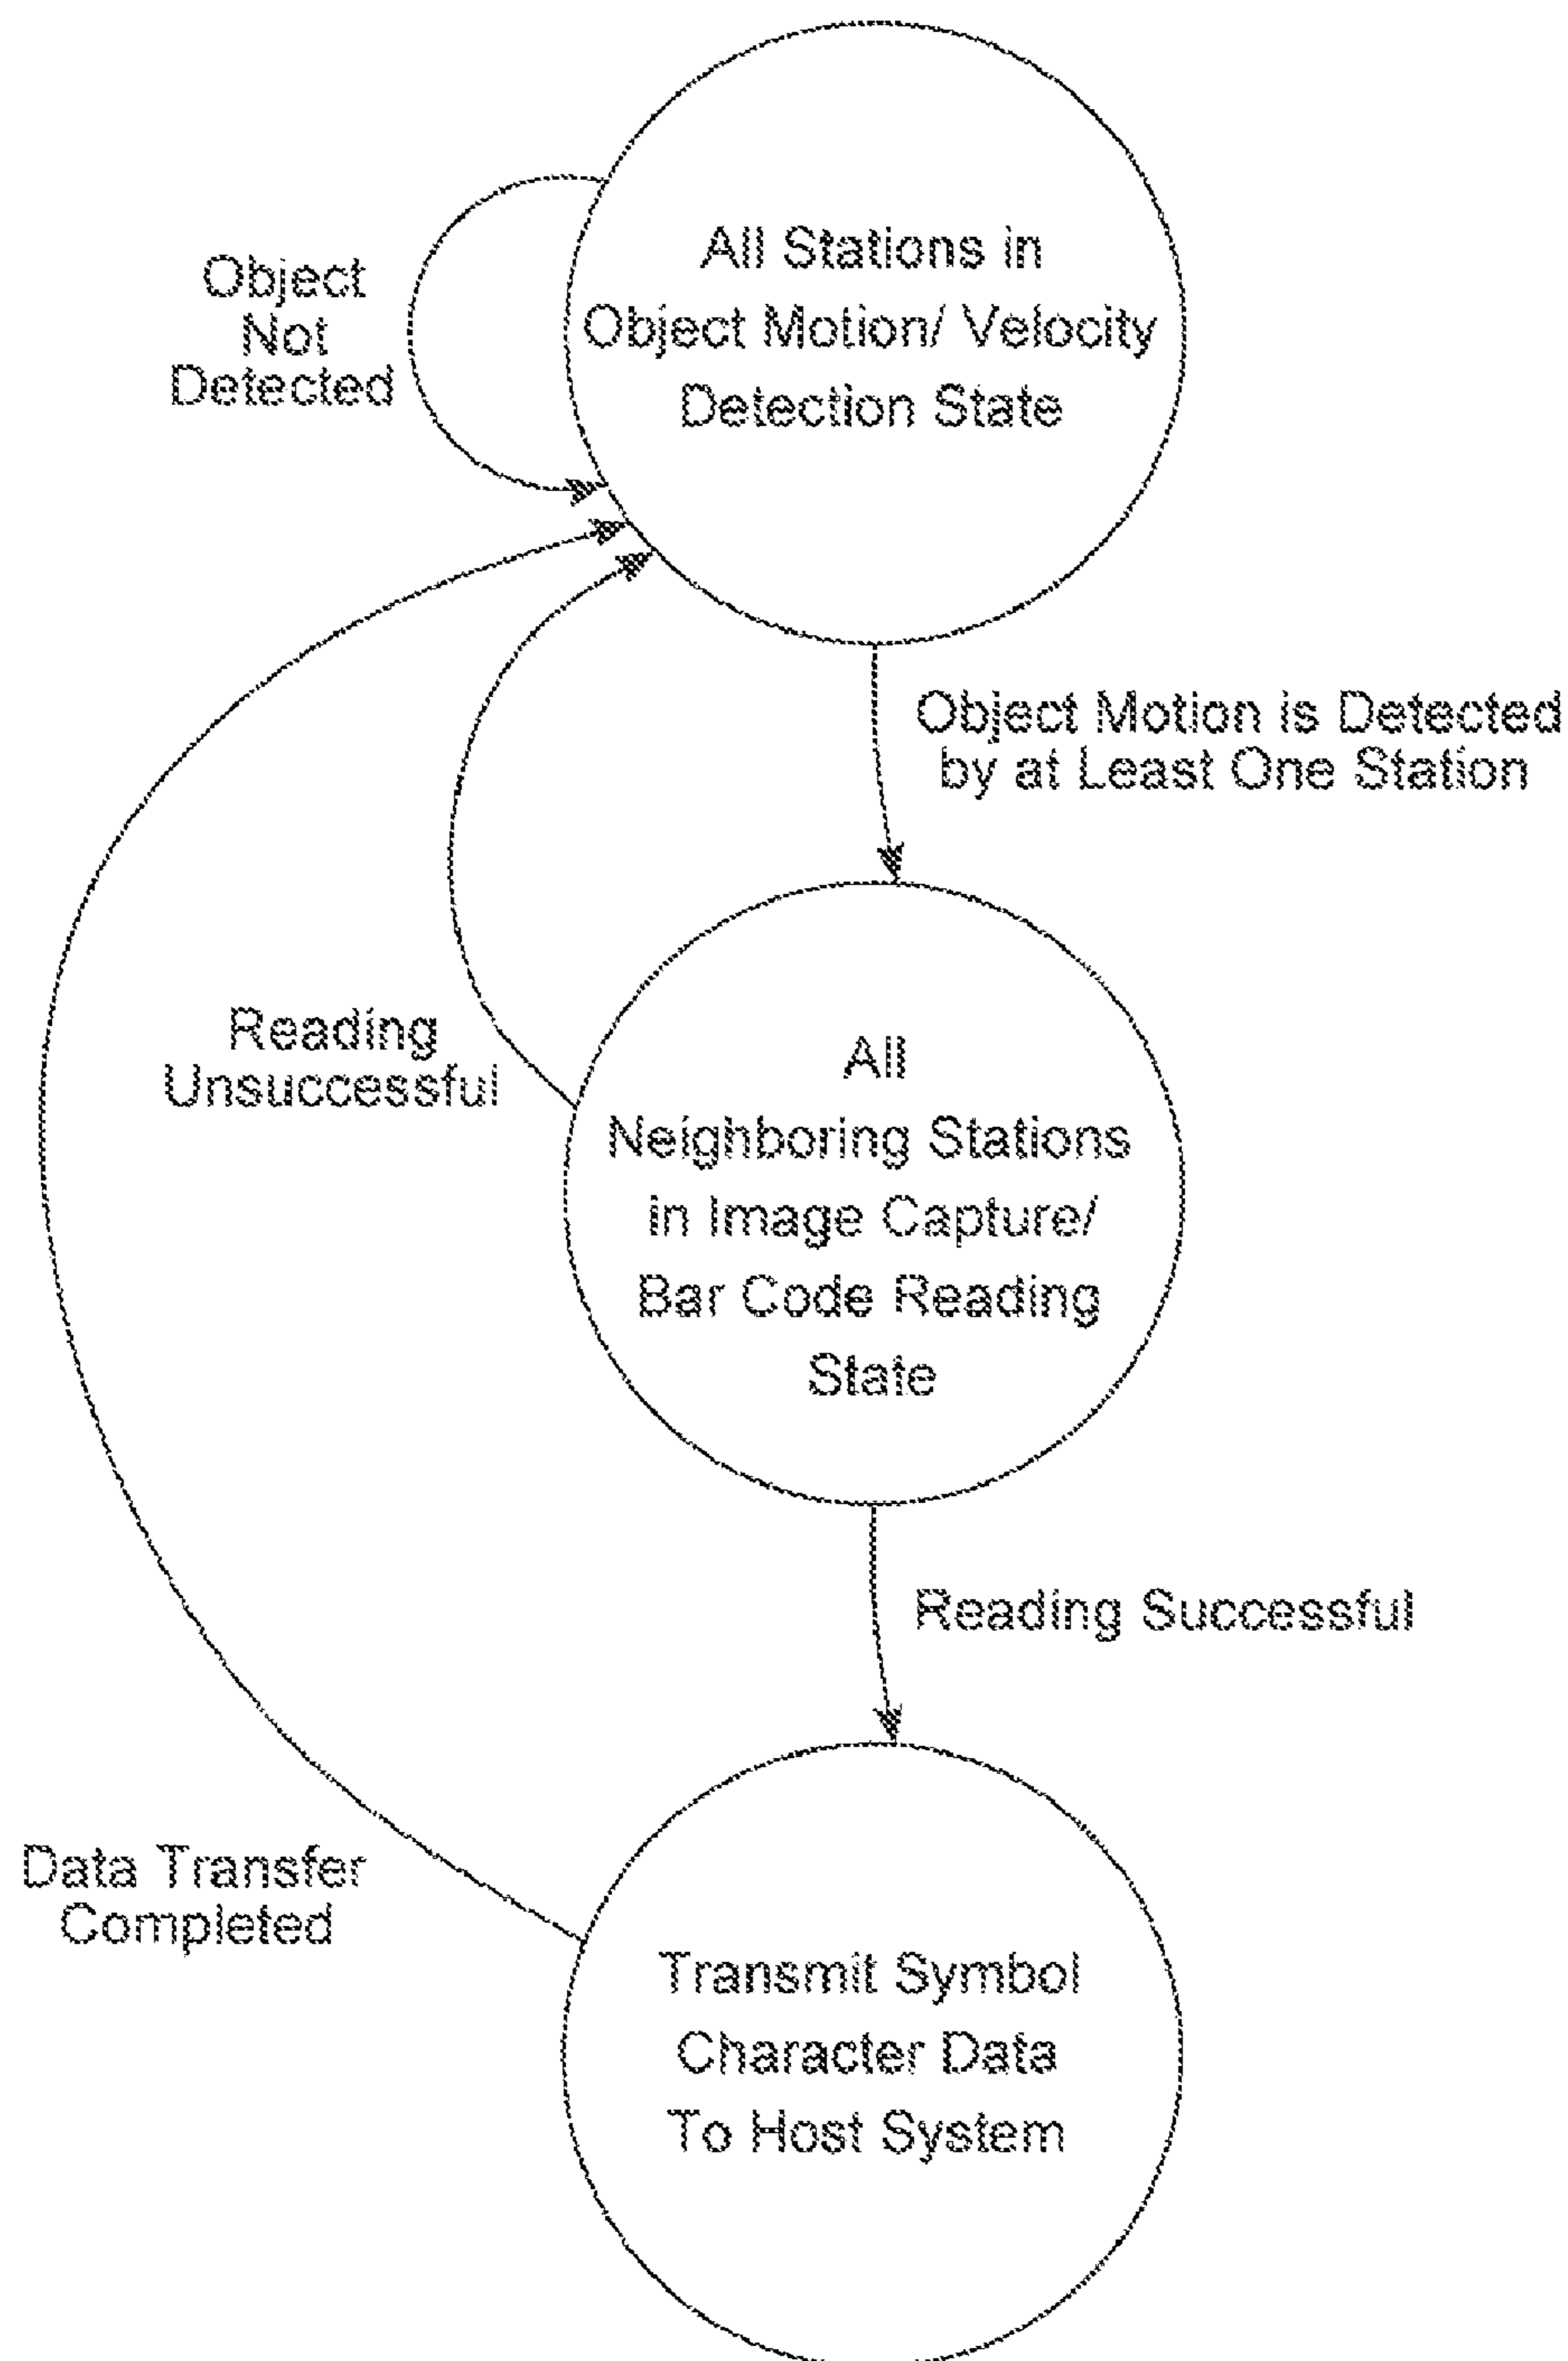 All Stations in
Object Motion/ Velocity
Detection State
Object
Not
Detected
Object Motion is Detected
by at Least One Station
Reading
Unsuccessful
All
Neighboring Stations
in Image Capture/
Bar Code Reading
State
Reading Successful
Data Transfer
Completed
Transmit Symbol
Character Data
To Host System